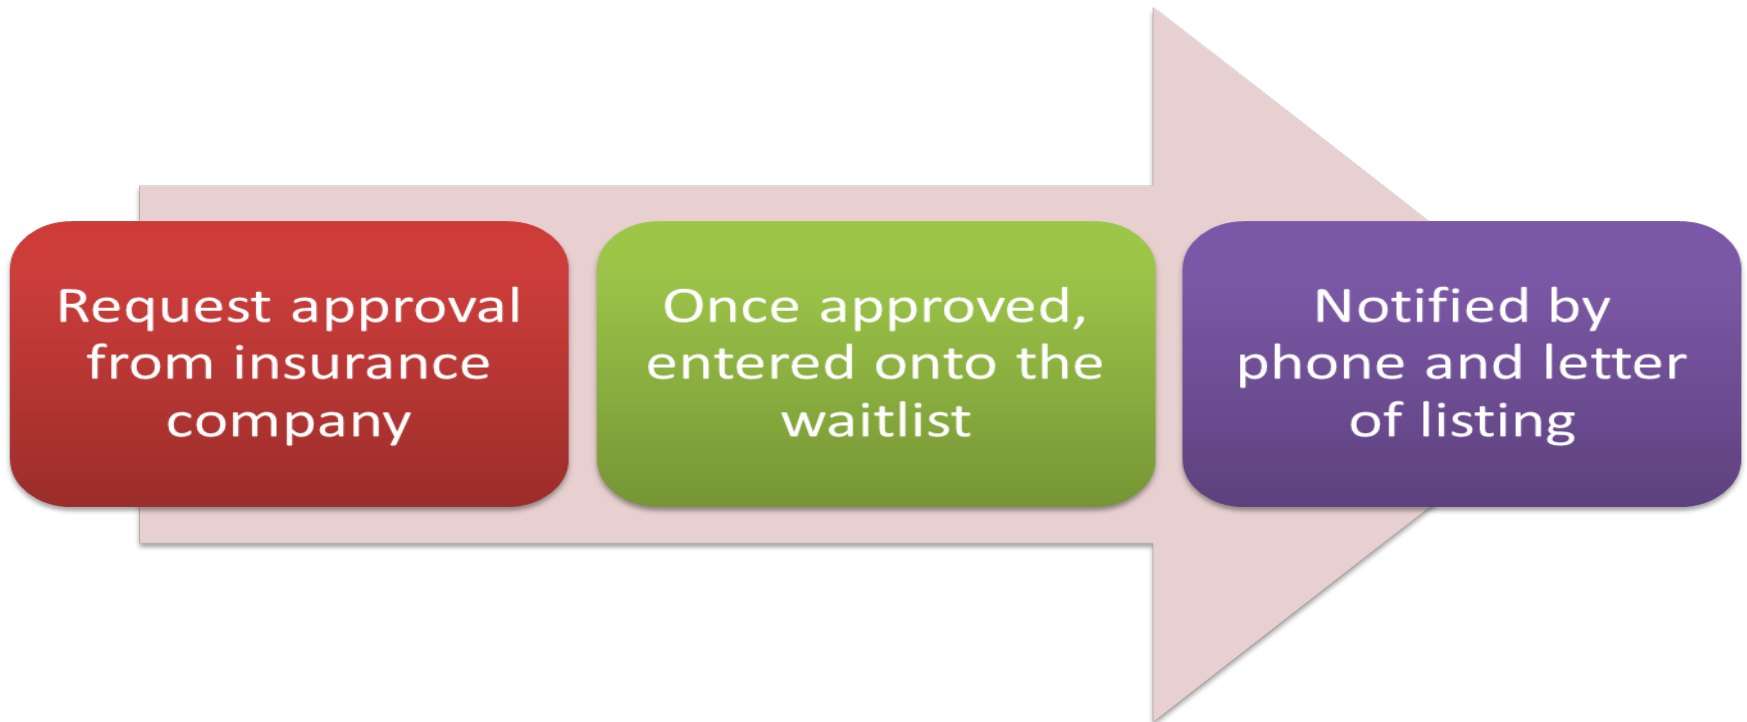 Request approval
from insurance
company
Once approved,
entered onto the
waitlist
Notified by
phone and letter
of listing